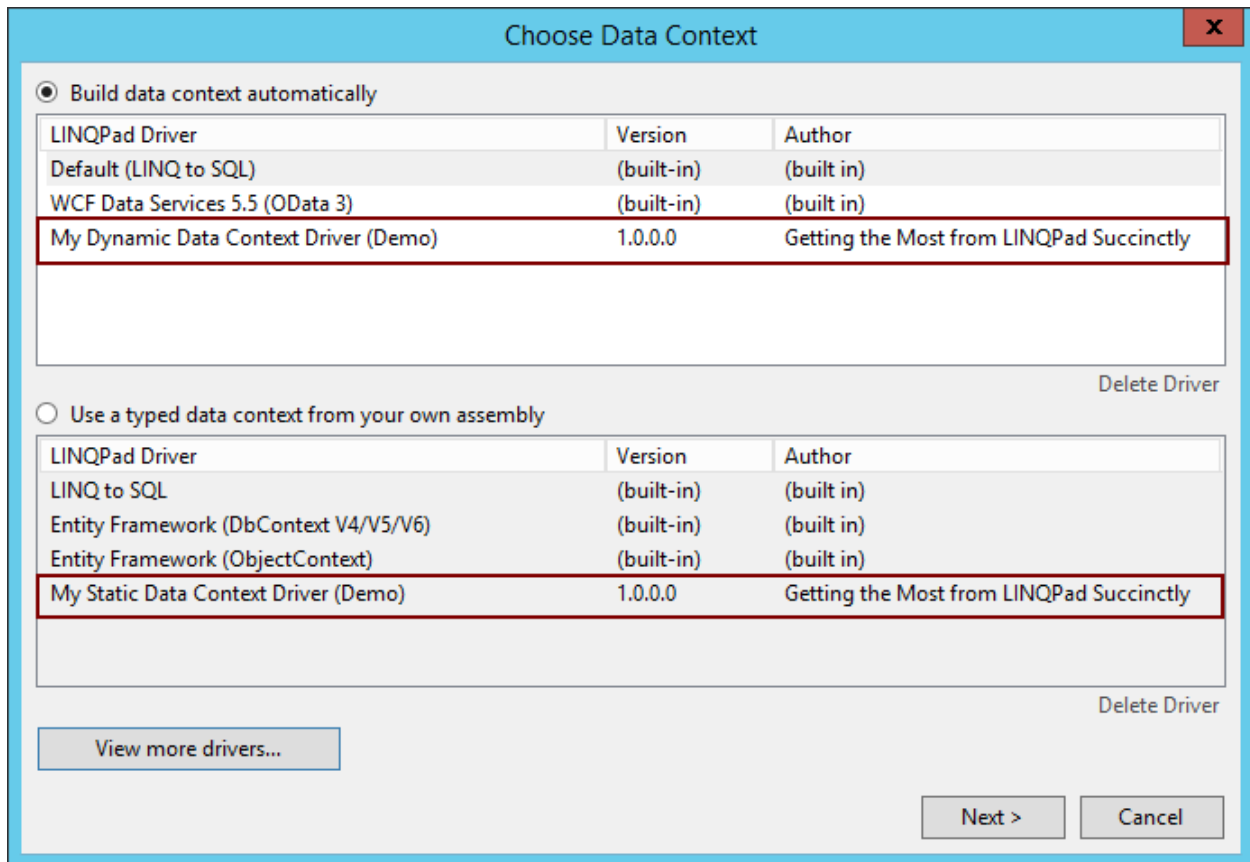 Choose Data Context
x
Build data context automatically
LINQPad Driver Version Author
Default (LINQ to SQL) (built-in) (built in)
WCF Data Services 5.5 (OData 3) (built-in) (built in)
My Dynamic Data Context Driver (Demo) 1.0.0.0 Getting the Most from LINQPad Succinctly
Delete Driver
Use a typed data context from your own assembly
LINQPad Driver Version Author
LINQ to SQL (built-in) (built in)
Entity Framework (DbContext V4/V5/V6) (built-in) (built in)
Entity Framework (ObjectContext) (built-in) (built in)
My Static Data Context Driver (Demo) 1.0.0.0 Getting the Most from LINQPad Succinctly
Delete Driver
View more drivers...
Next > Cancel